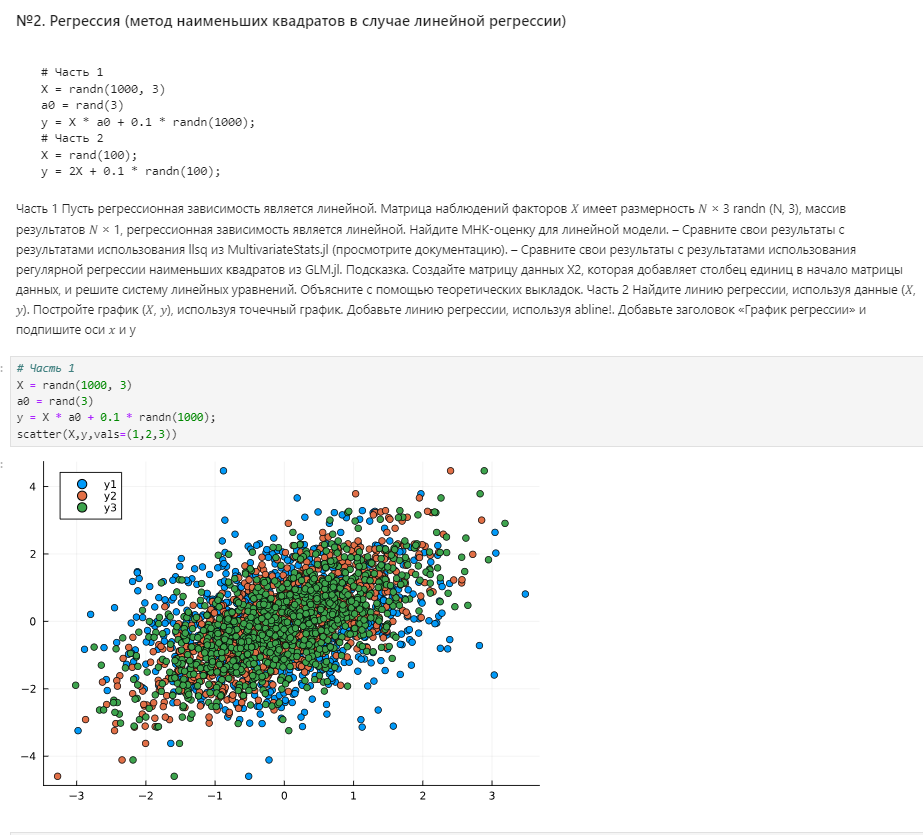 №2. Регрессия (метод наименьших квадратов в случае линейной регрессии)
# Часть 1
X = randn(1000, 3)
a0 = rand(3)
y = X * a0 + 0.1 * randn(1000);
# Часть 2
X = rand(100);
y = 2X + 0.1 * randn(100);
Часть 1 Пусть регрессионная зависимость является линейной. Матрица наблюдений факторов X имеет размерность N × 3 randn (N, 3), массив
результатов N × 1, регрессионная зависимость является линейной. Найдите МНК-оценку для линейной модели. – Сравните свои результаты с
результатами использования llsq из MultivariateStats.jl (просмотрите документацию). – Сравните свои результаты с результатами использования
регулярной регрессии наименьших квадратов из GLM.jl. Подсказка. Создайте матрицу данных X2, которая добавляет столбец единиц в начало матрицы
данных, и решите систему линейных уравнений. Объясните с помощью теоретических выкладок. Часть 2 Найдите линию регрессии, используя данные (X,
y). Постройте график (X, y), используя точечный график. Добавьте линию регрессии, используя abline!. Добавьте заголовок «График регрессии» и
подпишите оси x и y
# Часть 1
X = randn(1000, 3)
a0 = rand(3)
y = X * a0 + 0.1 * randn(1000);
scatter(X,y,vals=(1,2,3))
y1
y2
y3
4
2
0
−2
−4
−3 −2 −1 0 1 2 3